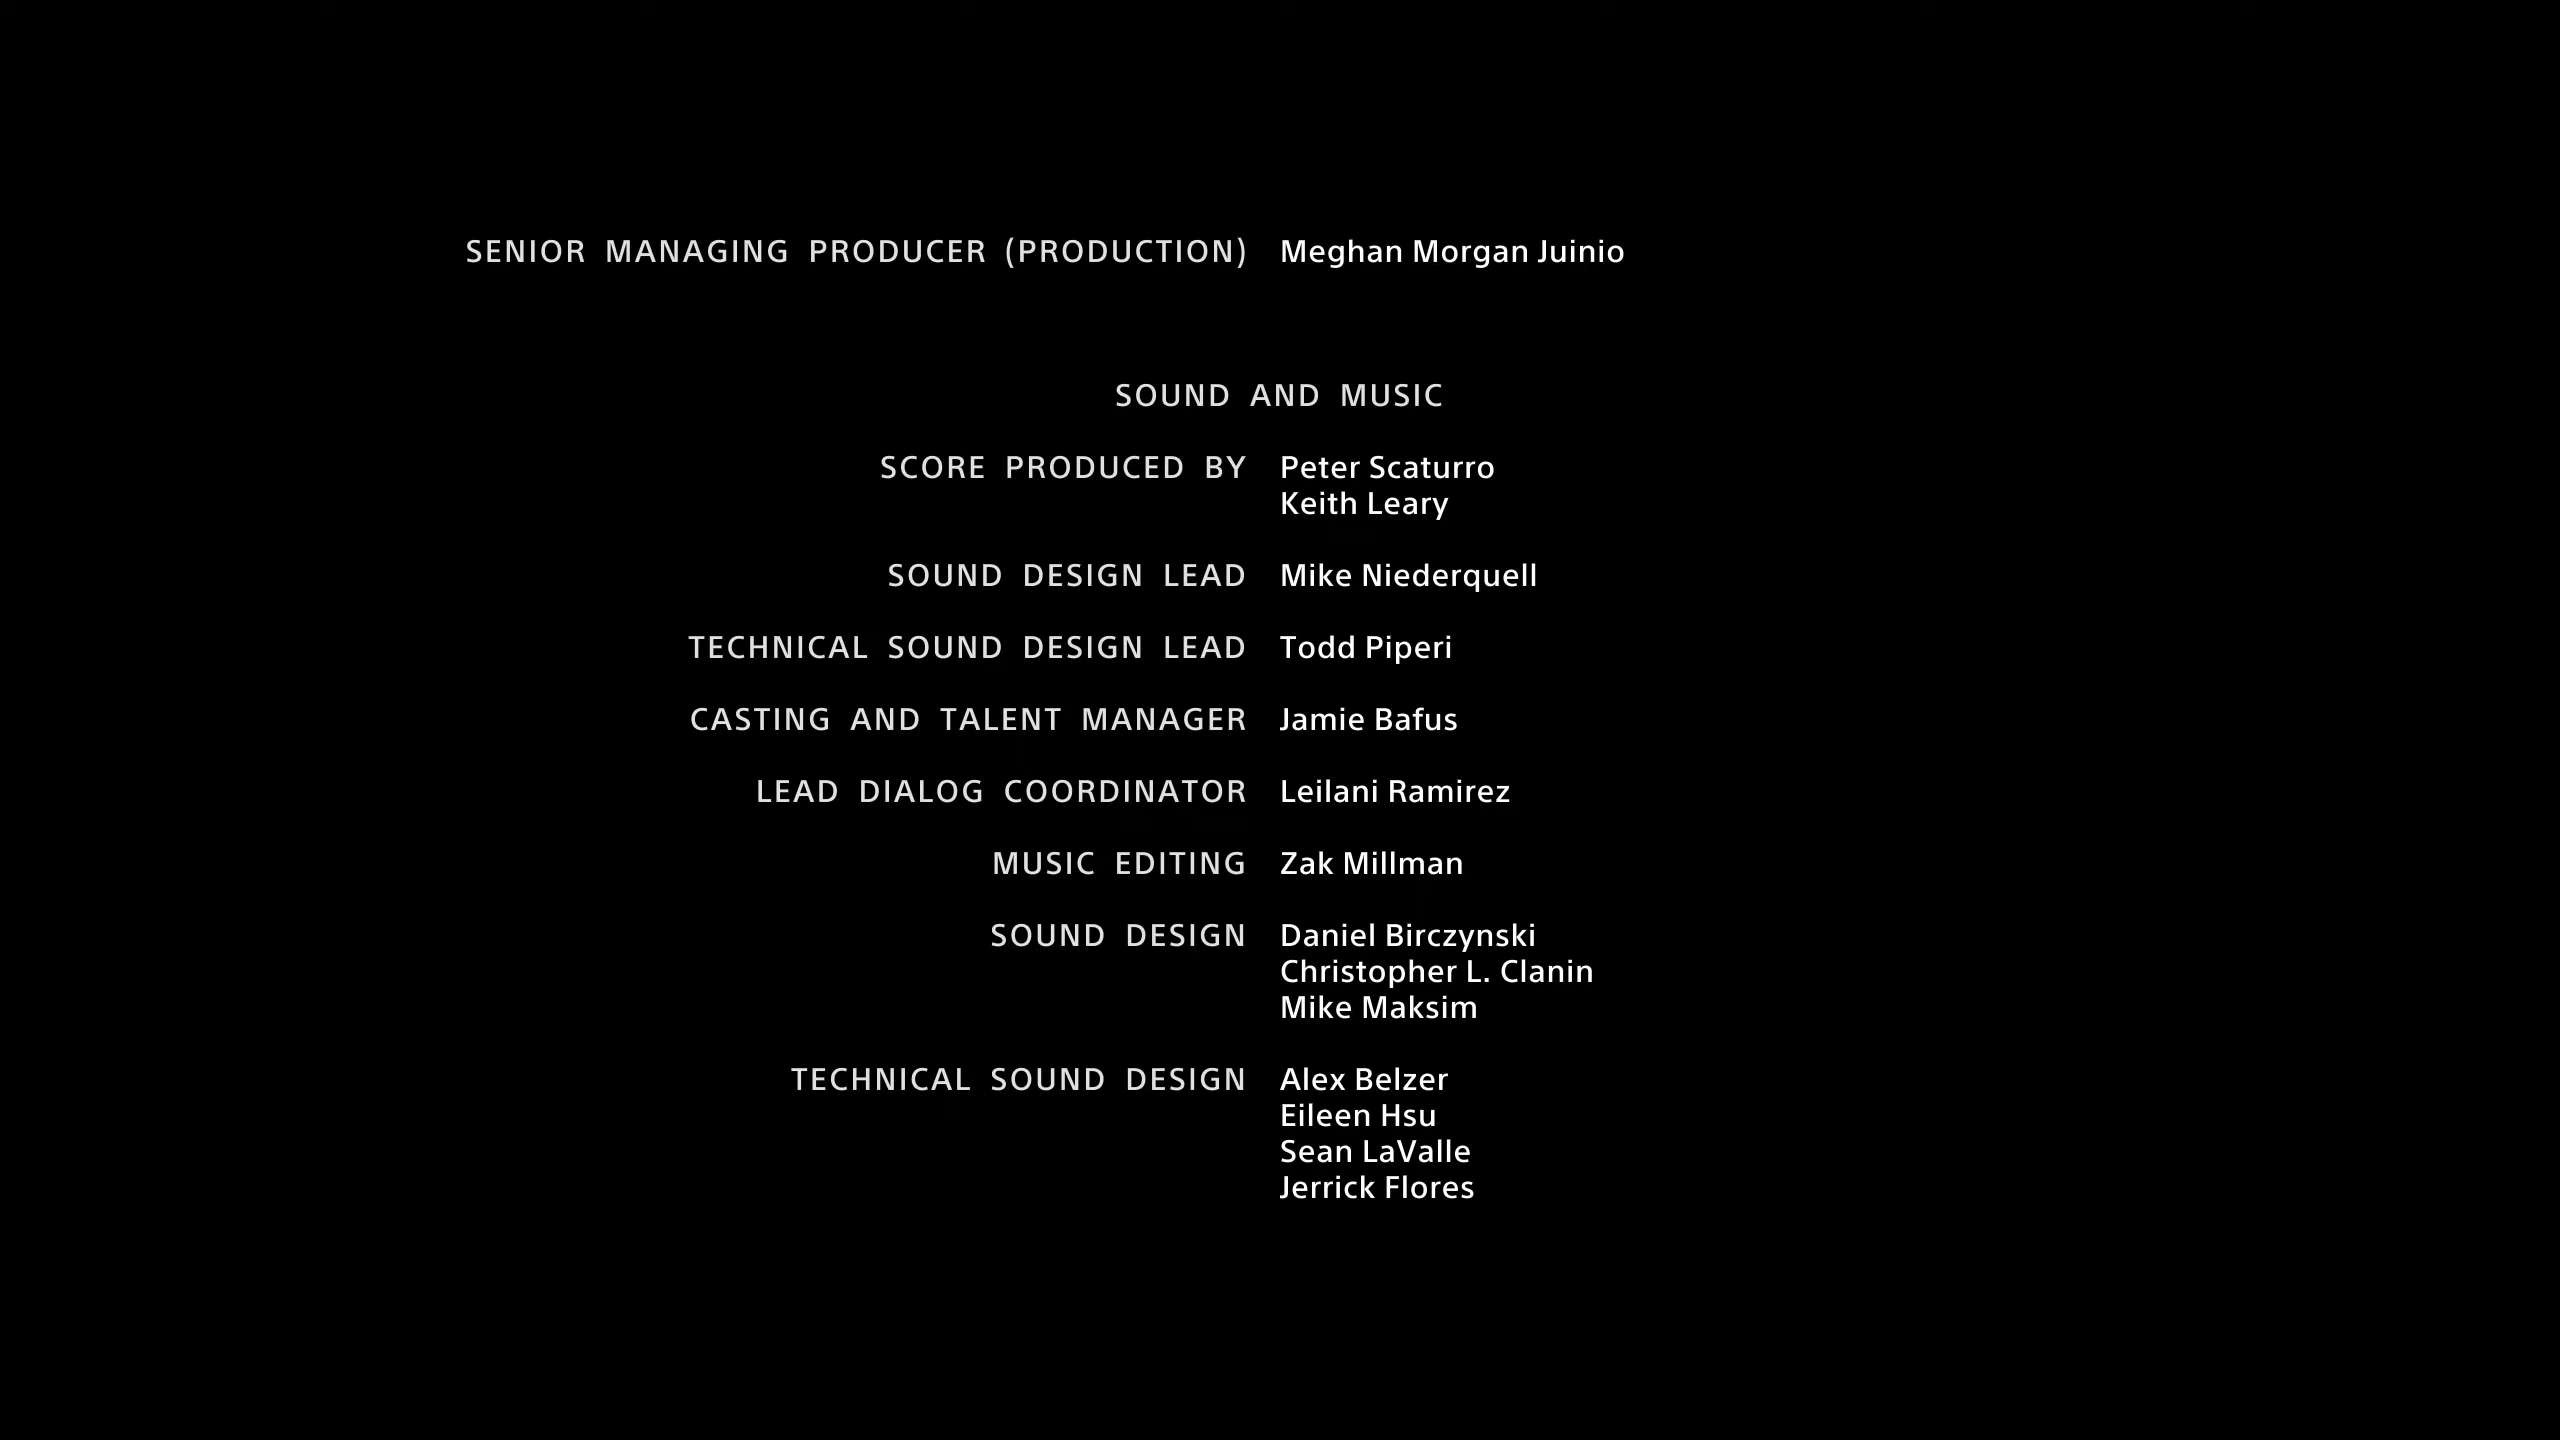 SENIOR MANAGING PRODUCER (PRODUCTION) Meghan Morgan Juinio
SOUND AND MUSIC
SCORE PRODUCED BY Peter Scaturro
Keith Leary
SOUND DESIGN LEAD Mike Niederquell
TECHNICAL SOUND DESIGN LEAD Todd Piperi
CASTING AND TALENT MANAGER Jamie Bafus
LEAD DIALOG COORDINATOR Leilani Ramirez
MUSIC EDITING Zak Millman
SOUND DESIGN Daniel Birczynski
Christopher L. Clanin
Mike Maksim
TECHNICAL SOUND DESIGN Alex Belzer
Eileen Hsu
Sean LaValle
Jerrick Flores